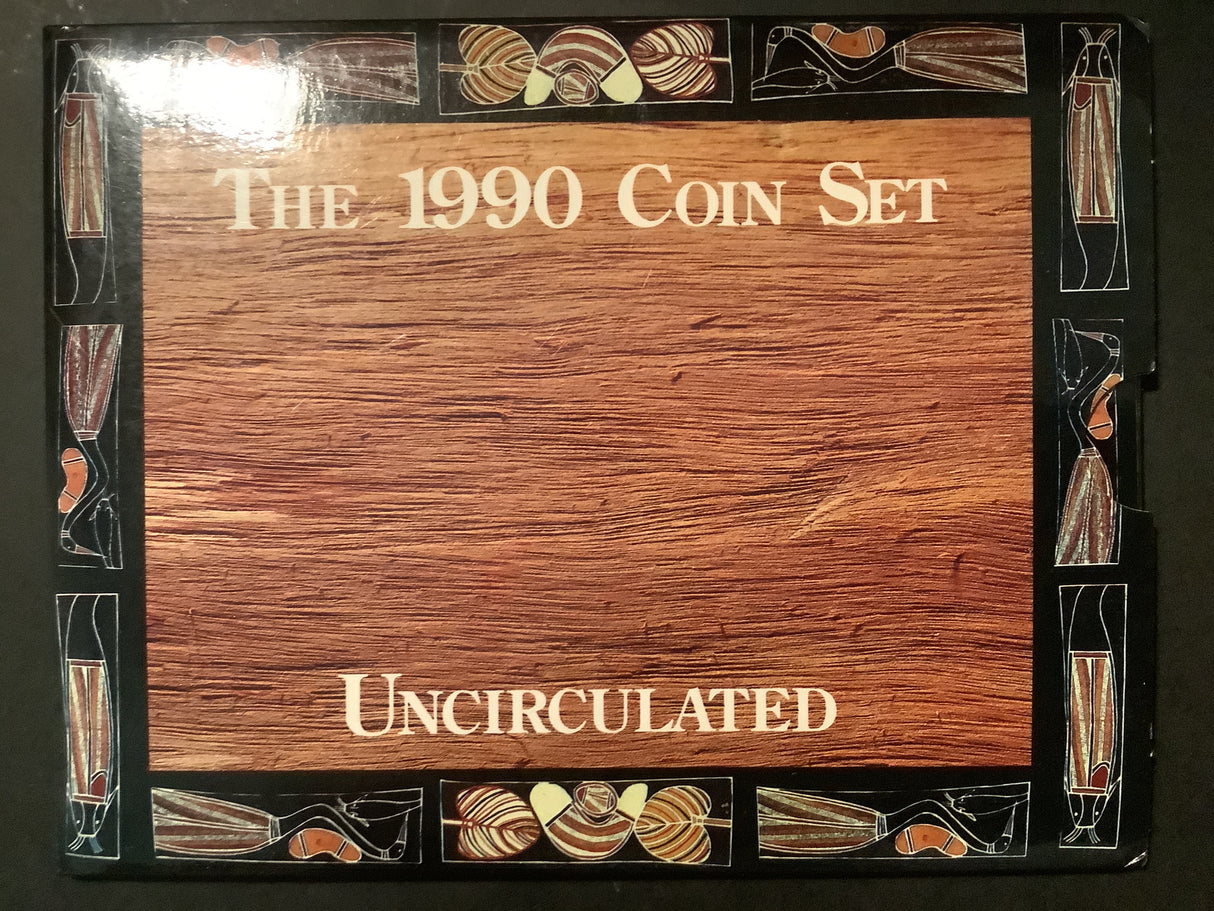 The 1990 Coin Set
Uncirculated